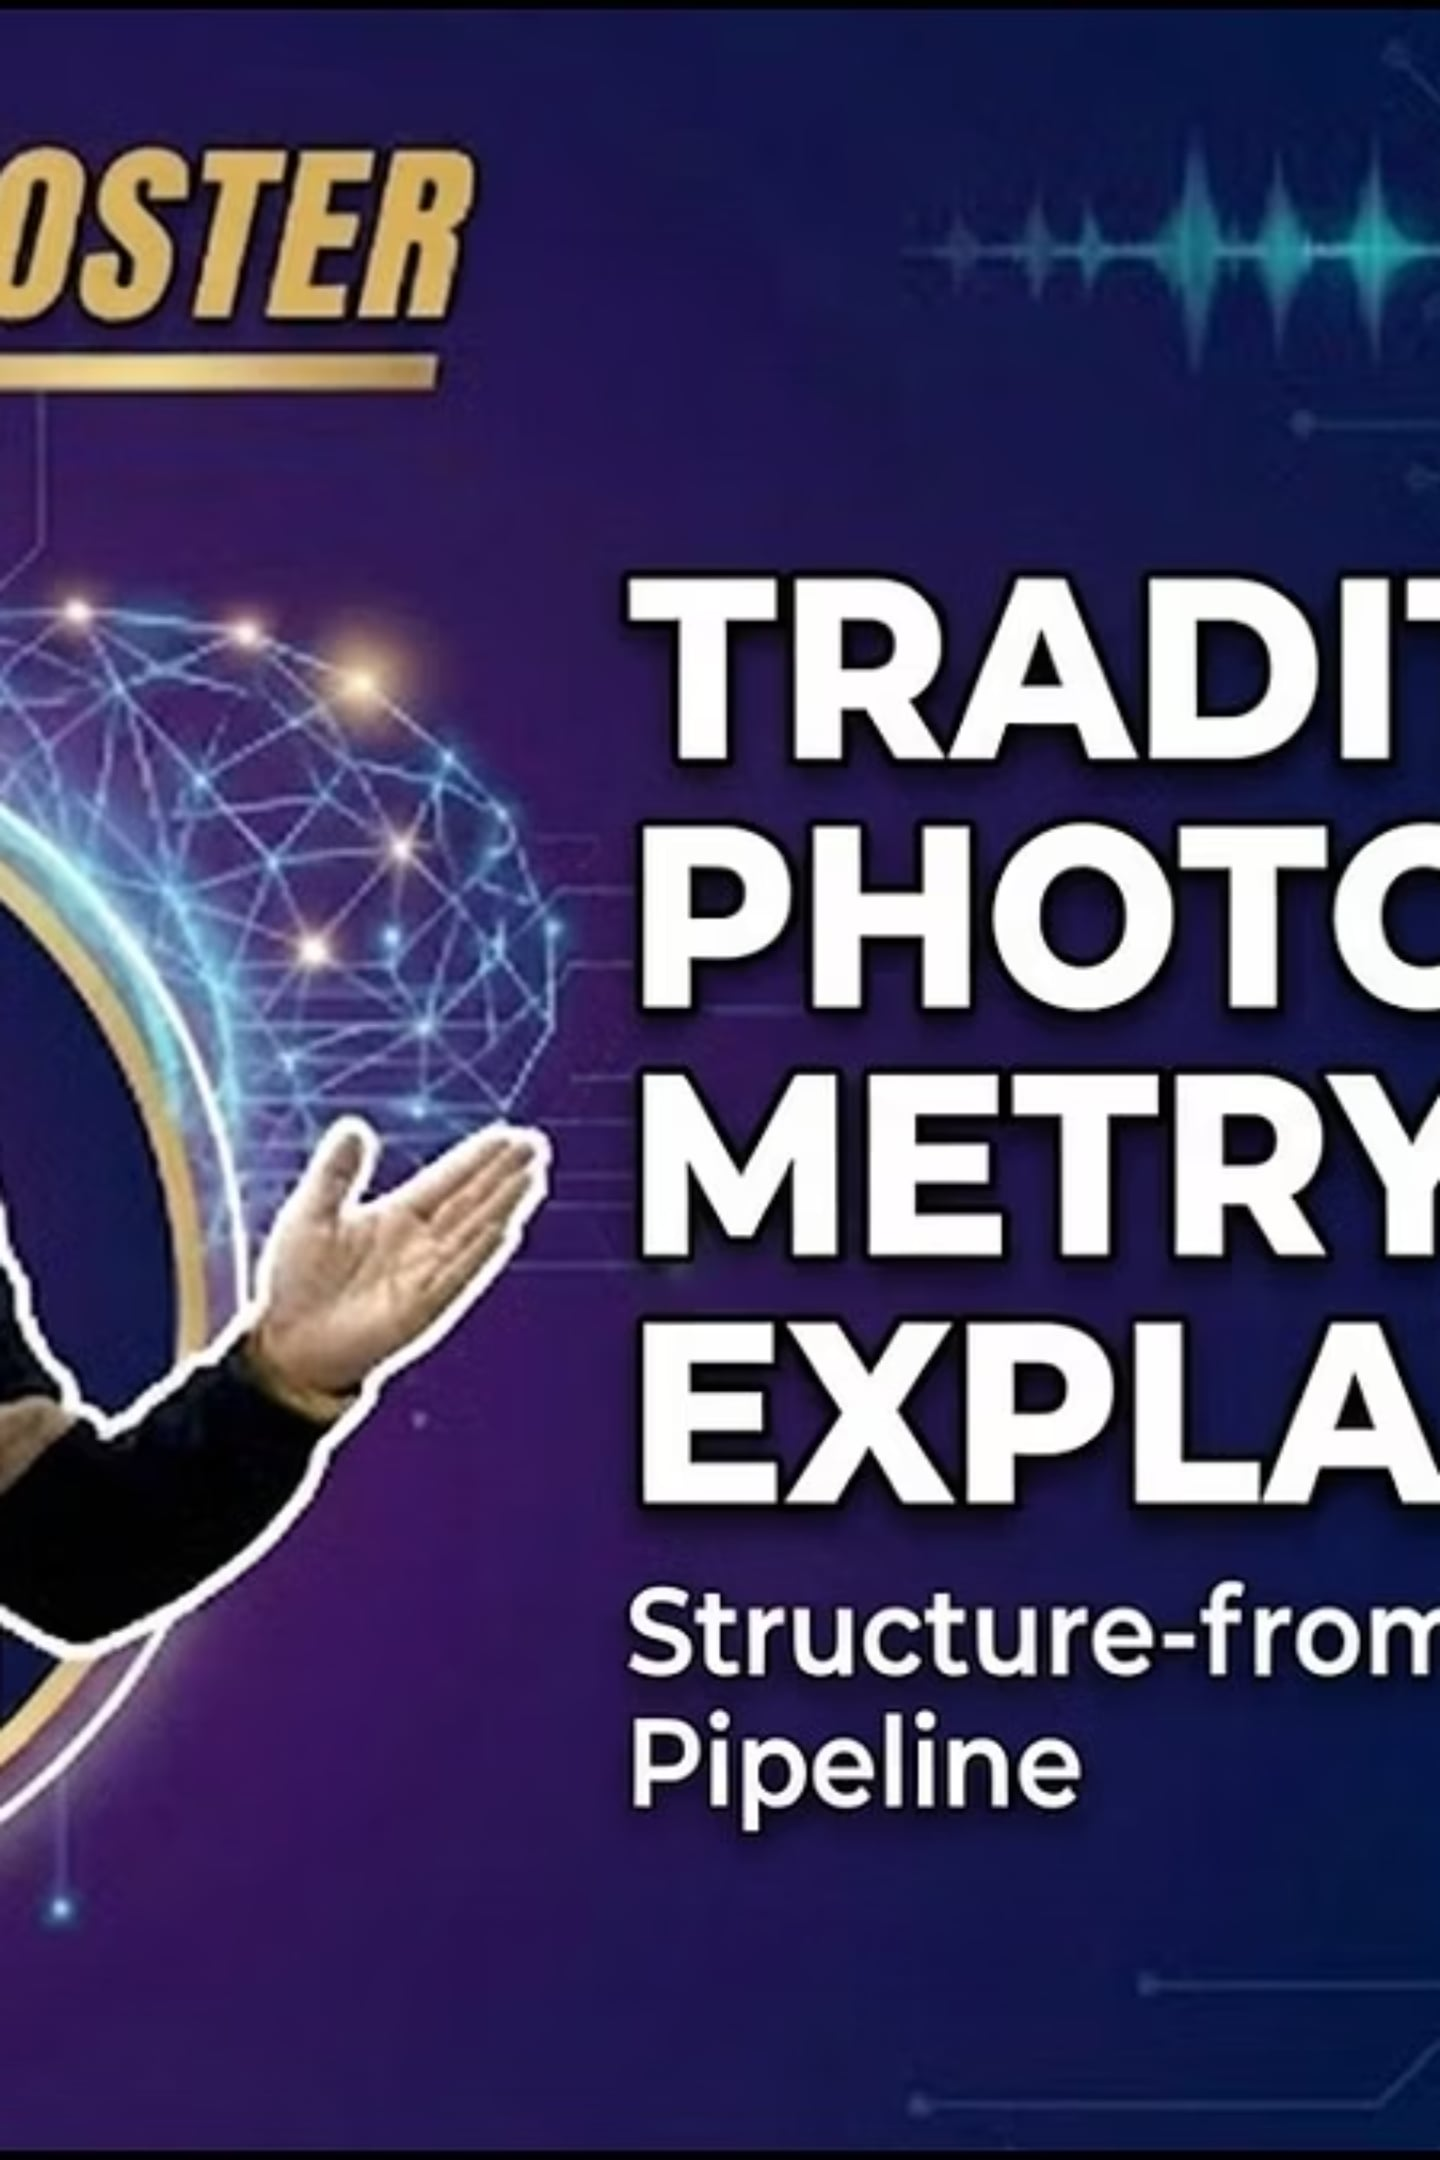 OSTER
TRADIT
PHOTO
METRY
EXPLA
Structure-from
Pipeline